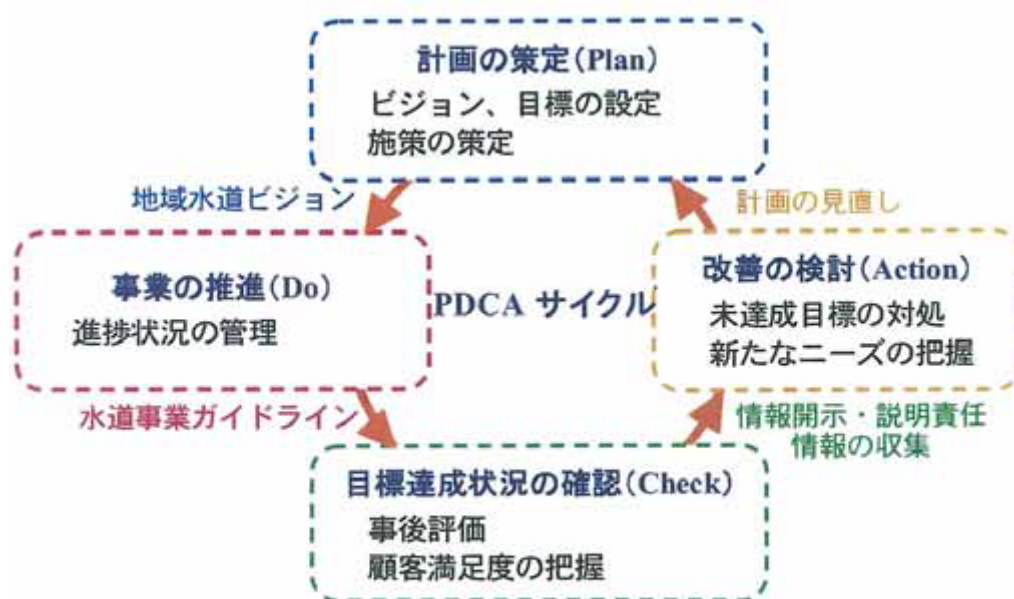 計画の策定(Plan)
ビジョン、目標の設定
施策の策定
地域水道ビジョン
計画の見直し
事業の推進(Do)
進捗状況の管理
PDCA サイクル
改善の検討(Action)
未達成目標の対処
新たなニーズの把握
水道事業ガイドライン
情報開示・説明責任
情報の収集
目標達成状況の確認(Check)
事後評価
顧客満足度の把握